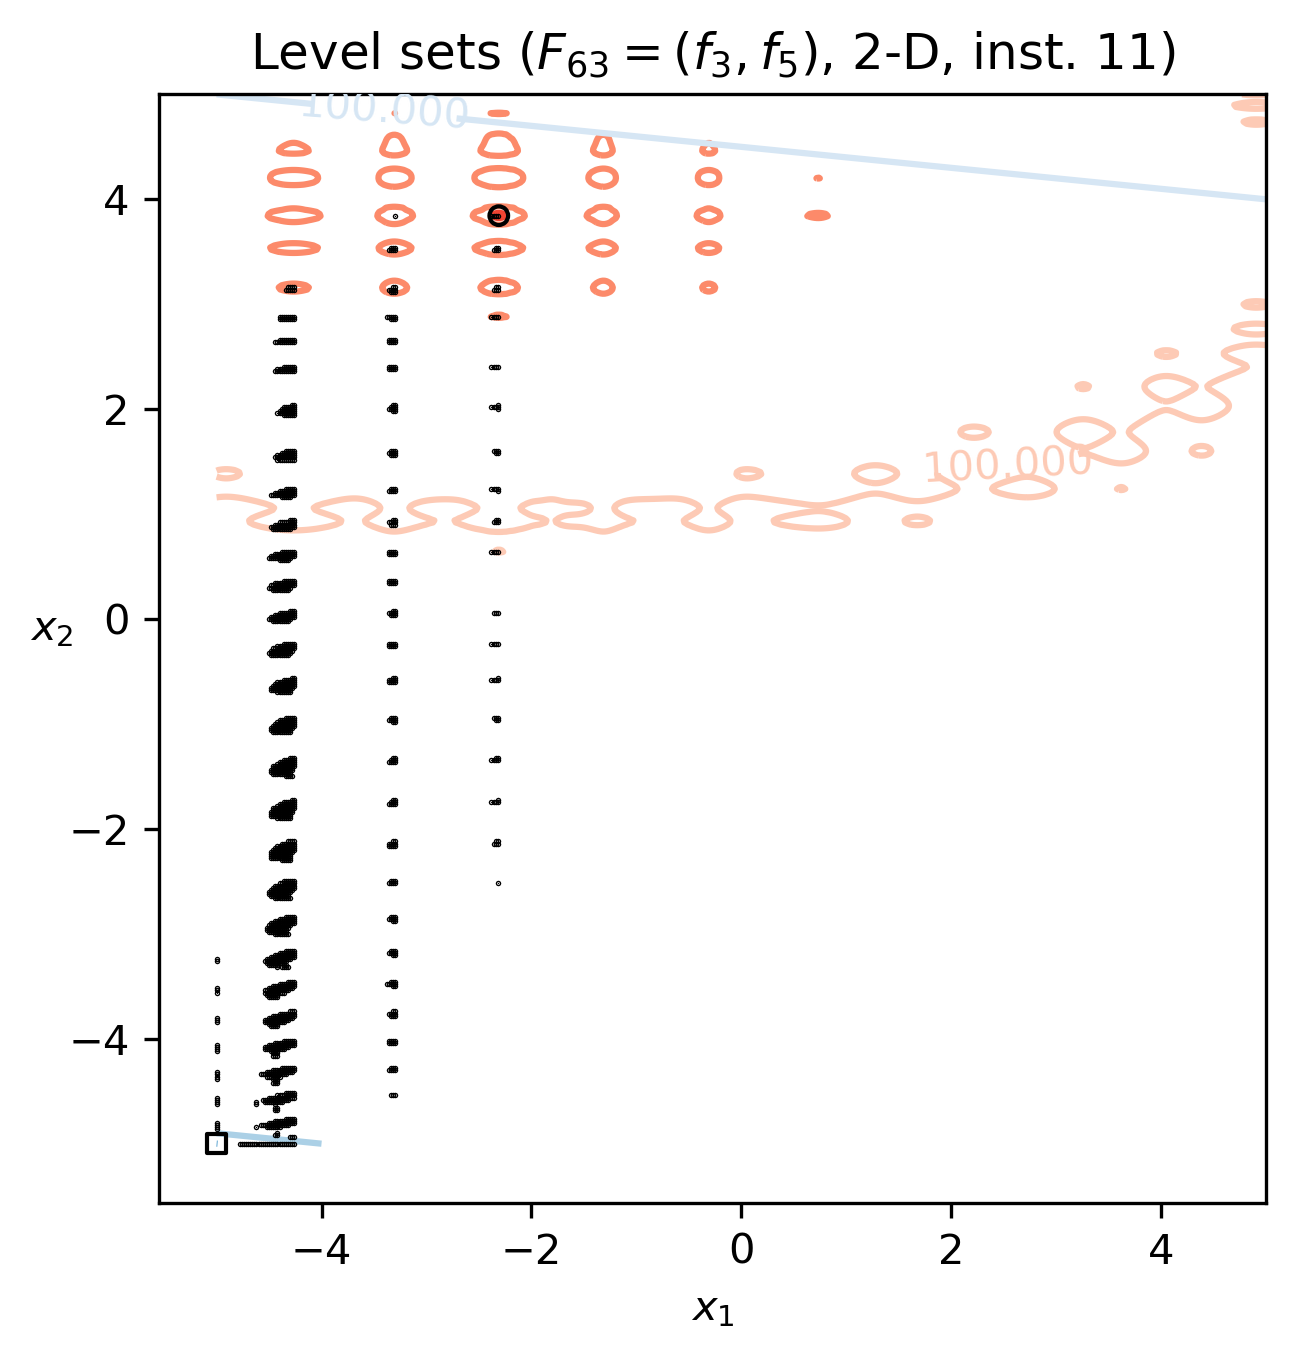 Level sets (F₆₃ = (f₃, f₅), 2-D, inst. 11)
100.000
4
2
100.000
x₂
0
−2
−4
−4 −2 0 2 4
x₁